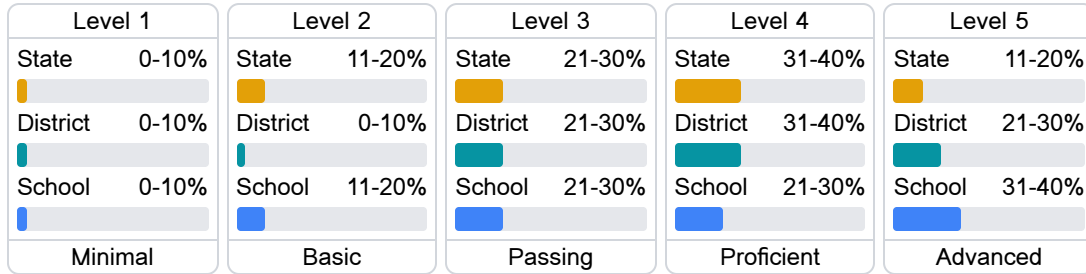 Level 1
State 0-10%
District 0-10%
School 0-10%
Minimal
Level 2
State 11-20%
District 0-10%
School 11-20%
Basic
Level 3
State 21-30%
District 21-30%
School 21-30%
Passing
Level 4
State 31-40%
District 31-40%
School 21-30%
Proficient
Level 5
State 11-20%
District 21-30%
School 31-40%
Advanced